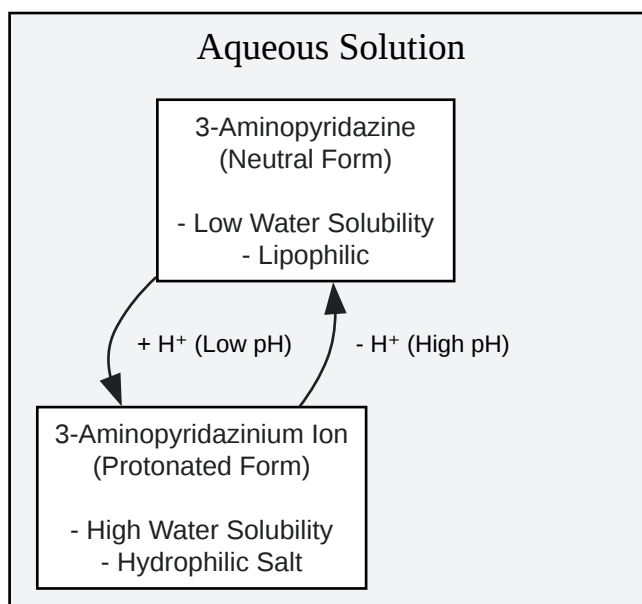 Aqueous Solution
3-Aminopyridazine
(Neutral Form)
- Low Water Solubility
- Lipophilic
+ H⁺ (Low pH)
- H⁺ (High pH)
3-Aminopyridazinium Ion
(Protonated Form)
- High Water Solubility
- Hydrophilic Salt